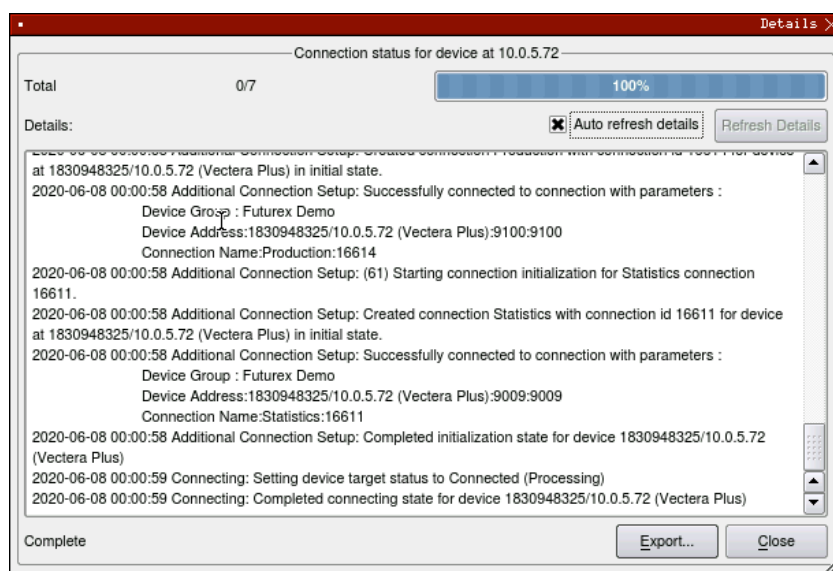 Details
Connection status for device at 10.0.5.72
Total 0/7 100%
Details: Auto refresh details Refresh Details
at 1830948325/10.0.5.72 (Vectera Plus) in initial state.
2020-06-08 00:00:58 Additional Connection Setup: Successfully connected to connection with parameters :
Device Group : Futurex Demo
Device Address:1830948325/10.0.5.72 (Vectera Plus):9100:9100
Connection Name:Production:16614
2020-06-08 00:00:58 Additional Connection Setup: (61) Starting connection initialization for Statistics connection
16611.
2020-06-08 00:00:58 Additional Connection Setup: Created connection Statistics with connection id 16611 for device
at 1830948325/10.0.5.72 (Vectera Plus) in initial state.
2020-06-08 00:00:58 Additional Connection Setup: Successfully connected to connection with parameters :
Device Group : Futurex Demo
Device Address:1830948325/10.0.5.72 (Vectera Plus):9009:9009
Connection Name:Statistics:16611
2020-06-08 00:00:58 Additional Connection Setup: Completed initialization state for device 1830948325/10.0.5.72
(Vectera Plus)
2020-06-08 00:00:59 Connecting: Setting device target status to Connected (Processing)
2020-06-08 00:00:59 Connecting: Completed connecting state for device 1830948325/10.0.5.72 (Vectera Plus)
Complete Export... Close